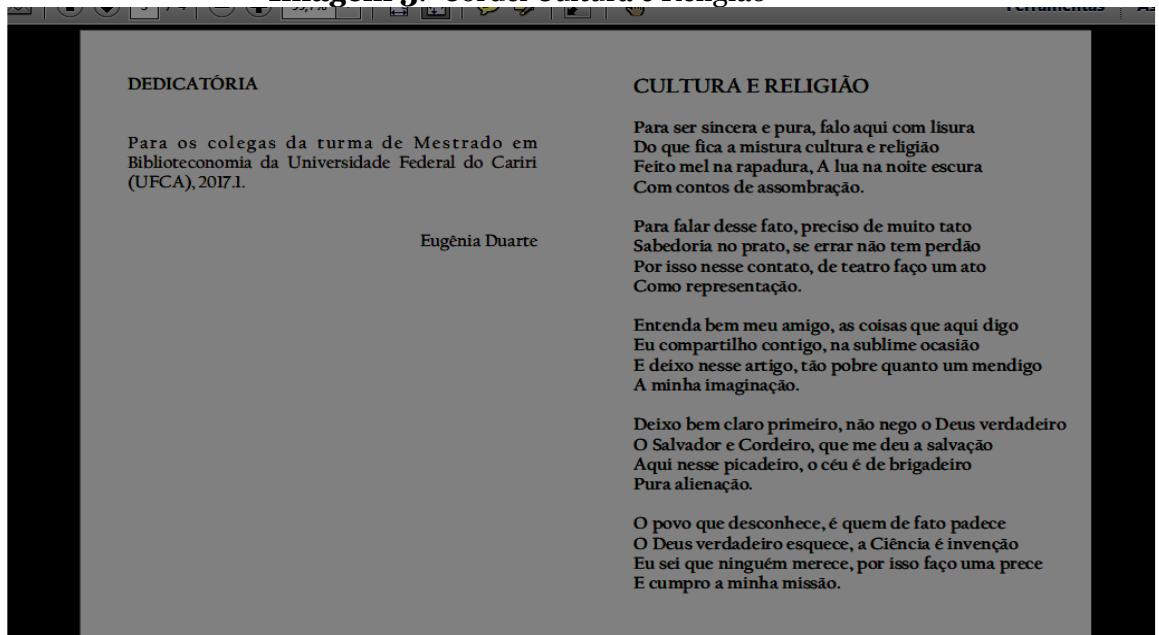 Cordel Cultura e Religião
DEDICATÓRIA
Para os colegas da turma de Mestrado em
Biblioteconomia da Universidade Federal do Cariri
(UFCA), 2017.1.
Eugênia Duarte
CULTURA E RELIGIÃO
Para ser sincera e pura, falo aqui com lisura
Do que fica a mistura cultura e religião
Feito mel na rapadura, A lua na noite escura
Com contos de assombração.
Para falar desse fato, preciso de muito tato
Sabedoria no prato, se errar não tem perdão
Por isso nesse contato, de teatro faço um ato
Como representação.
Entenda bem meu amigo, as coisas que aqui digo
Eu compartilho contigo, na sublime ocasião
E deixo nesse artigo, tão pobre quanto um mendigo
A minha imaginação.
Deixo bem claro primeiro, não nego o Deus verdadeiro
O Salvador e Cordeiro, que me deu a salvação
Aqui nesse picadeiro, o céu é de brigadeiro
Pura alienação.
O povo que desconhece, é quem de fato padece
O Deus verdadeiro esquece, a Ciência é invenção
Eu sei que ninguém merece, por isso faço uma prece
E cumpro a minha missão.